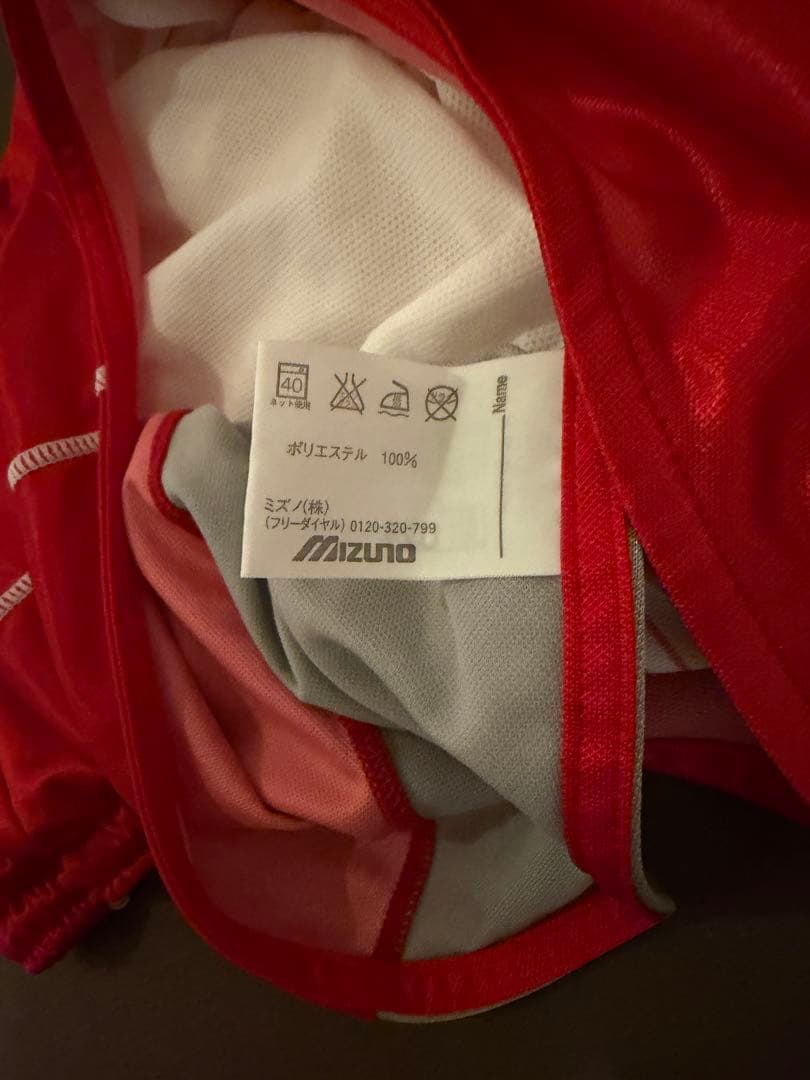 40
ネット使用
ポリエステル 100%
ミズノ(株)
(フリーダイヤル) 0120-320-799
MIZUNO
Name